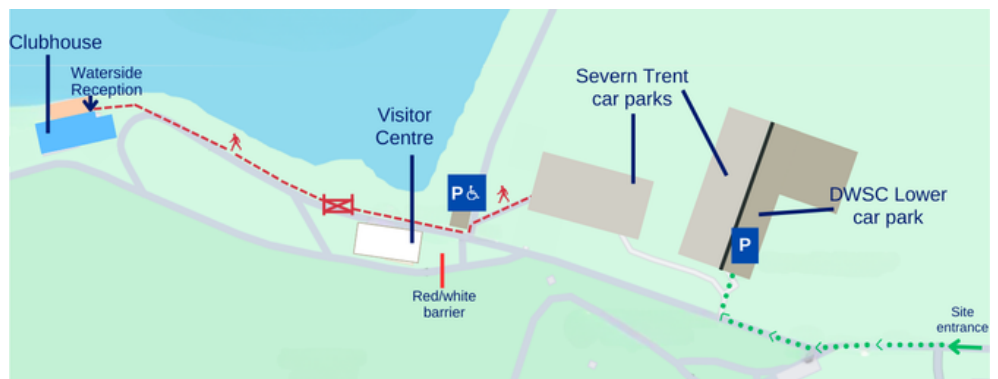 Clubhouse
Waterside
Reception
Visitor
Centre
P
Severn Trent
car parks
DWSC Lower
car park
P
Red/white
barrier
Site
entrance